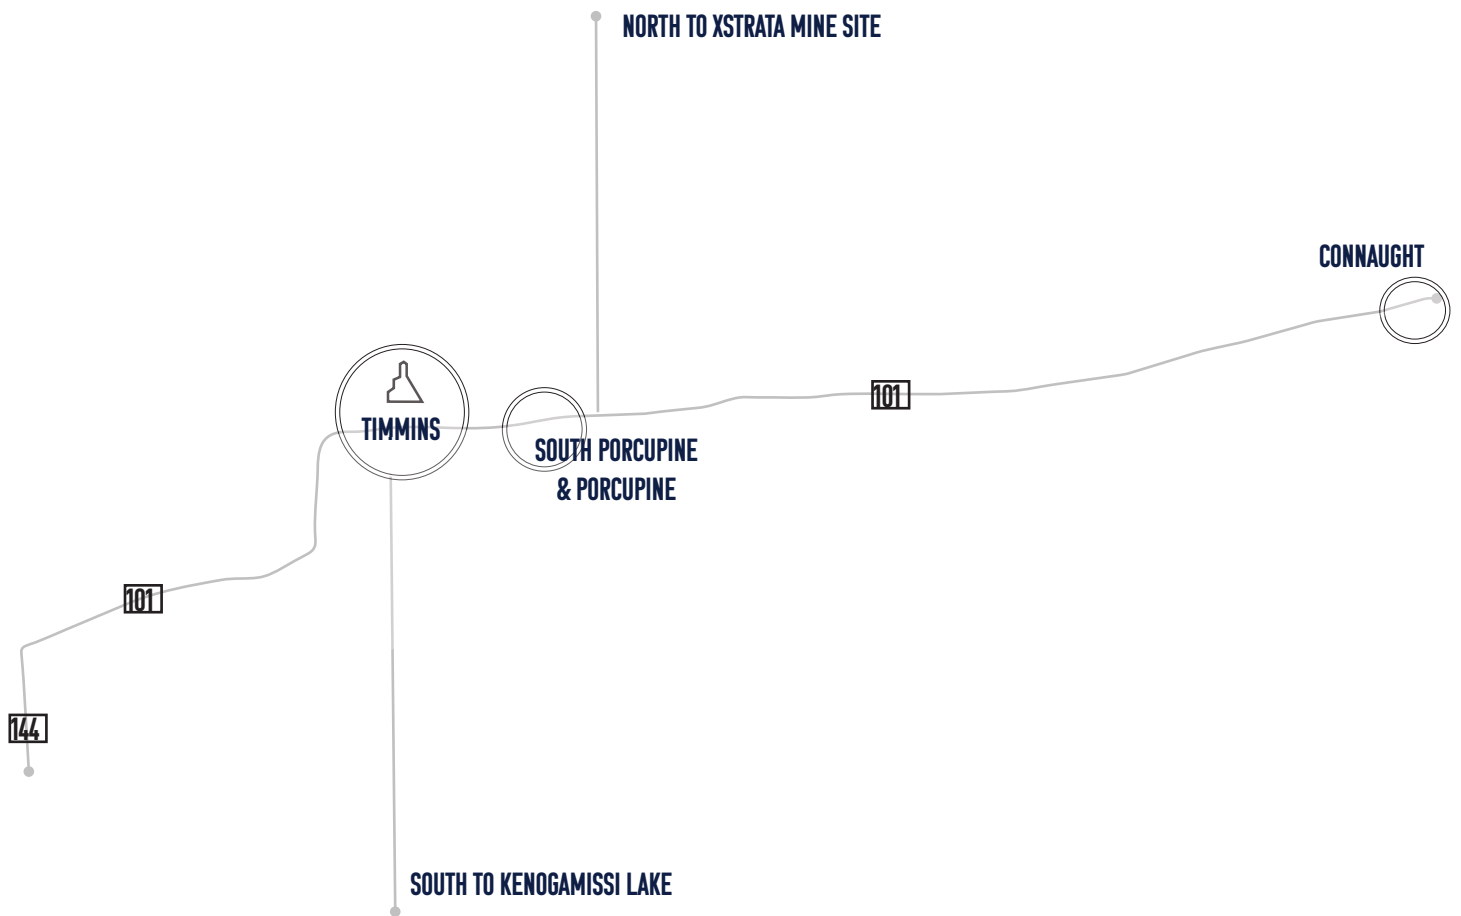 NORTH TO XSTRATA MINE SITE
CONNAUGHT
101
TIMMINS
SOUTH PORCUPINE
& PORCUPINE
101
144
SOUTH TO KENOGAMISSI LAKE